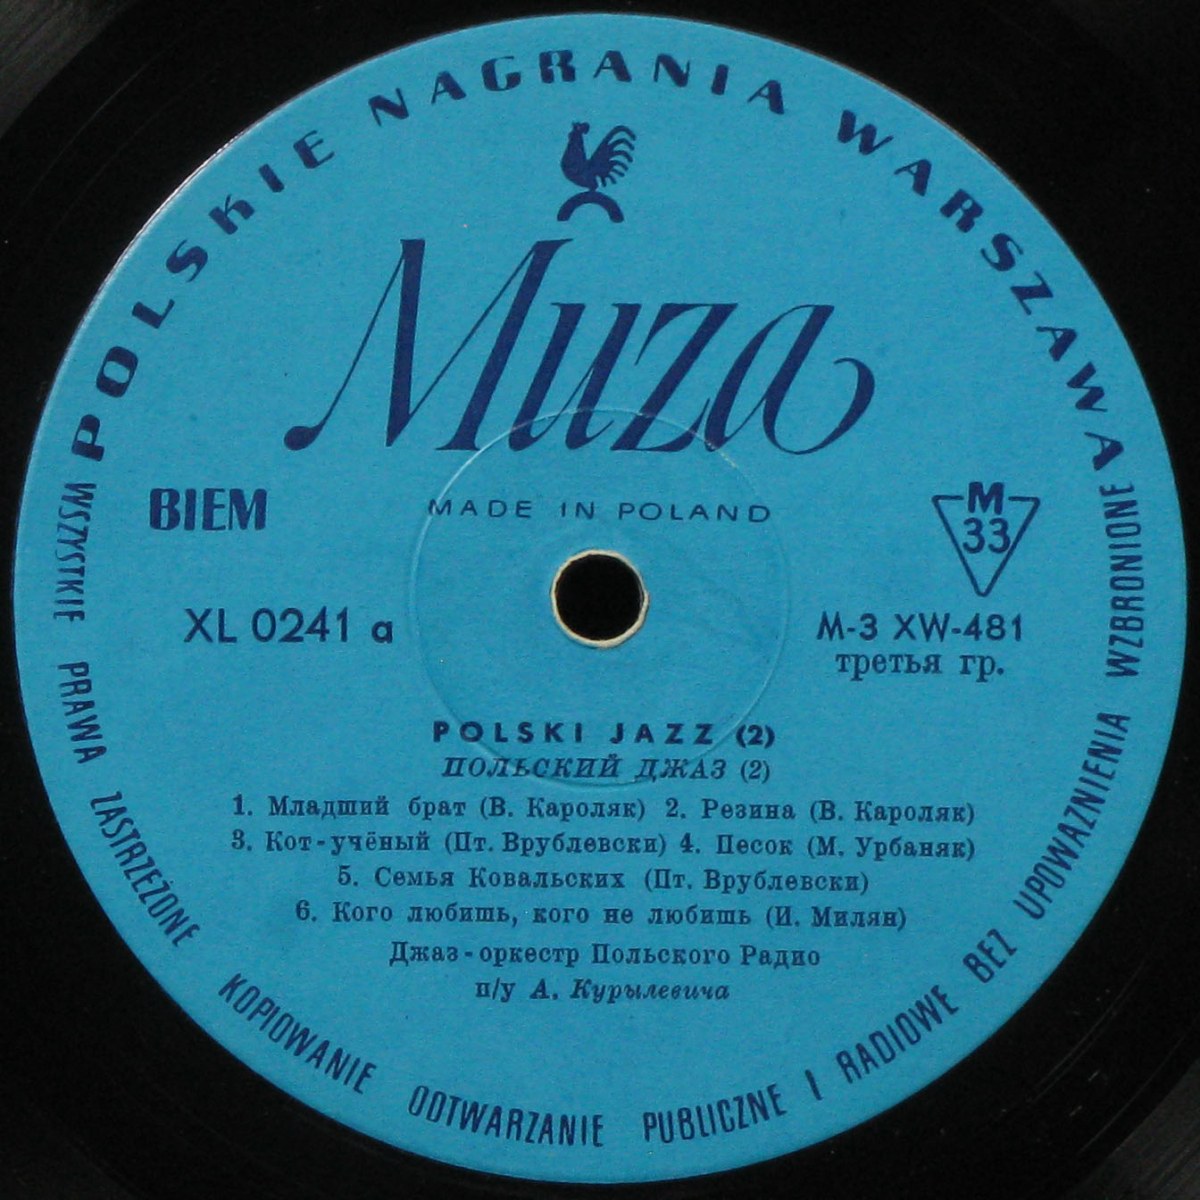 POLSKIE NAGRANIA WARSZAWA
Muza
BIEM
MADE IN POLAND
M
33
XL 0241 a
M-3 XW-481
третья гр.
POLSKI JAZZ (2)
ПОЛЬСКИЙ ДЖАЗ (2)
1. Младший брат (В. Кароляк) 2. Резина (В. Кароляк)
3. Кот-учёный (Пт. Врублевски) 4. Песок (М. Урбаняк)
5. Семья Ковальских (Пт. Врублевски)
6. Кого любишь, кого не любишь (И. Милян)
Джаз-оркестр Польского Радио
п/у А. Курылевича
WSZYSTKIE PRAWA ZASTRZEŻONE KOPIOWANIE ODTWARZANIE PUBLICZNE I RADIOWE BEZ UPOWAŻNIENIA WZBRONIONE